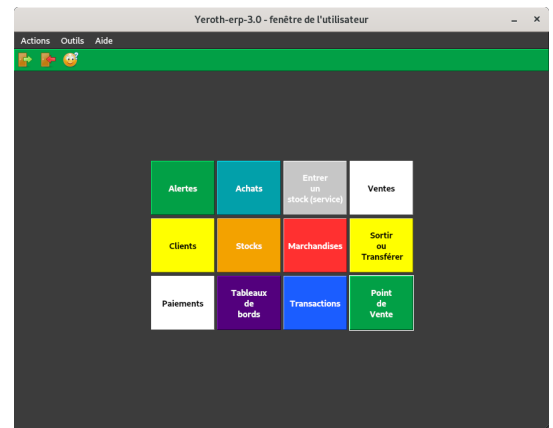 Yeroth-erp-3.0 - fenêtre de l'utilisateur
Actions Outils Aide
Alertes
Achats
Entrer
un
stock (service)
Ventes
Clients
Stocks
Marchandises
Sortir
ou
Transférer
Paiements
Tableaux
de
bords
Transactions
Point
de
Vente